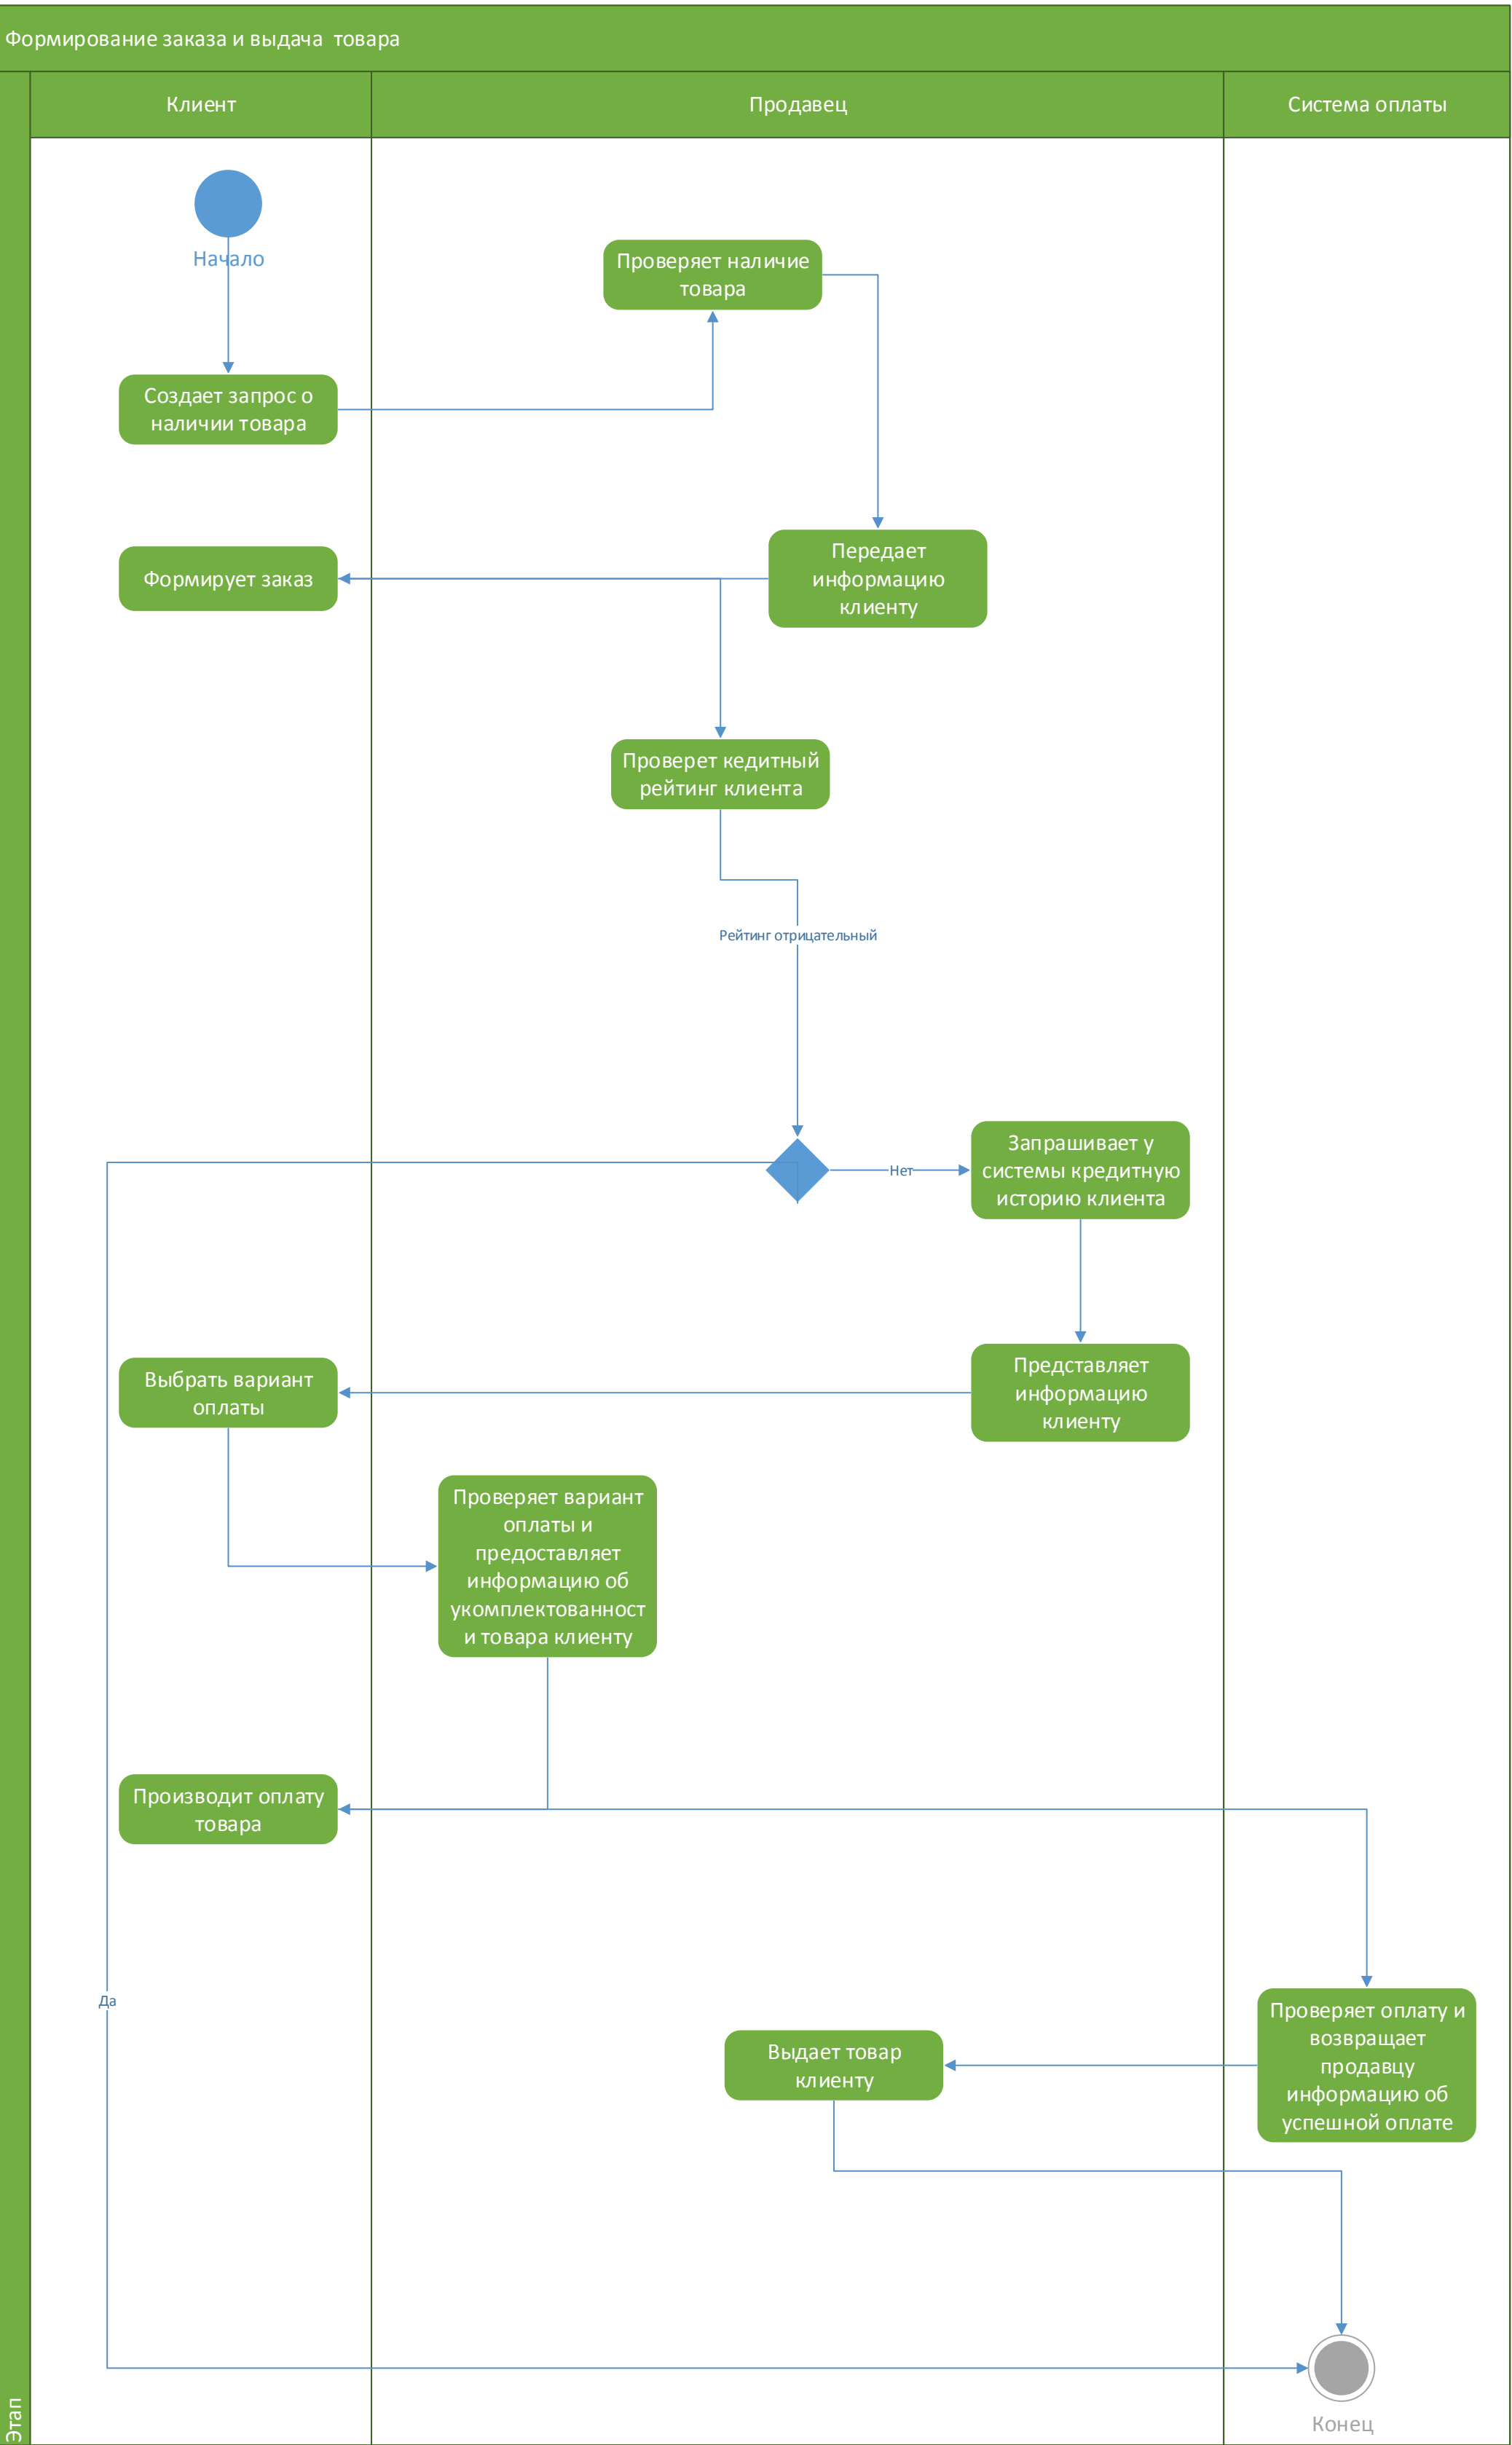 Формирование заказа и выдача  товара
Клиент
Продавец
Система оплаты
Начало
Проверяет наличие
товара
Создает запрос о
наличии товара
Передает
информацию
клиенту
Формирует заказ
Проверет кедитный
рейтинг клиента
Рейтинг отрицательный
Нет
Запрашивает у
системы кредитную
историю клиента
Представляет
информацию
клиенту
Выбрать вариант
оплаты
Проверяет вариант
оплаты и
предоставляет
информацию об
укомплектованност
и товара клиенту
Производит оплату
товара
Да
Проверяет оплату и
возвращает
продавцу
информацию об
успешной оплате
Выдает товар
клиенту
Конец
Этап